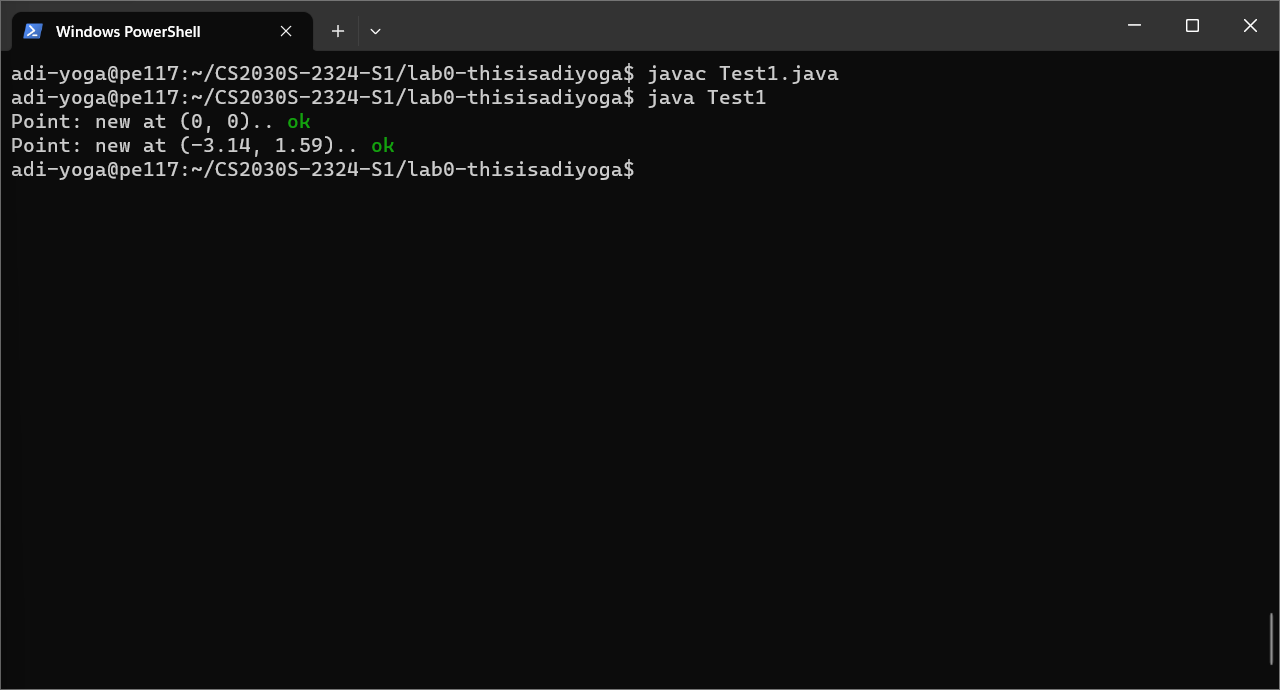 Windows PowerShell
adi-yoga@pe117:~/CS2030S-2324-S1/lab0-thisisadiyoga$ javac Test1.java
adi-yoga@pe117:~/CS2030S-2324-S1/lab0-thisisadiyoga$ java Test1
Point: new at (0, 0).. ok
Point: new at (-3.14, 1.59).. ok
adi-yoga@pe117:~/CS2030S-2324-S1/lab0-thisisadiyoga$